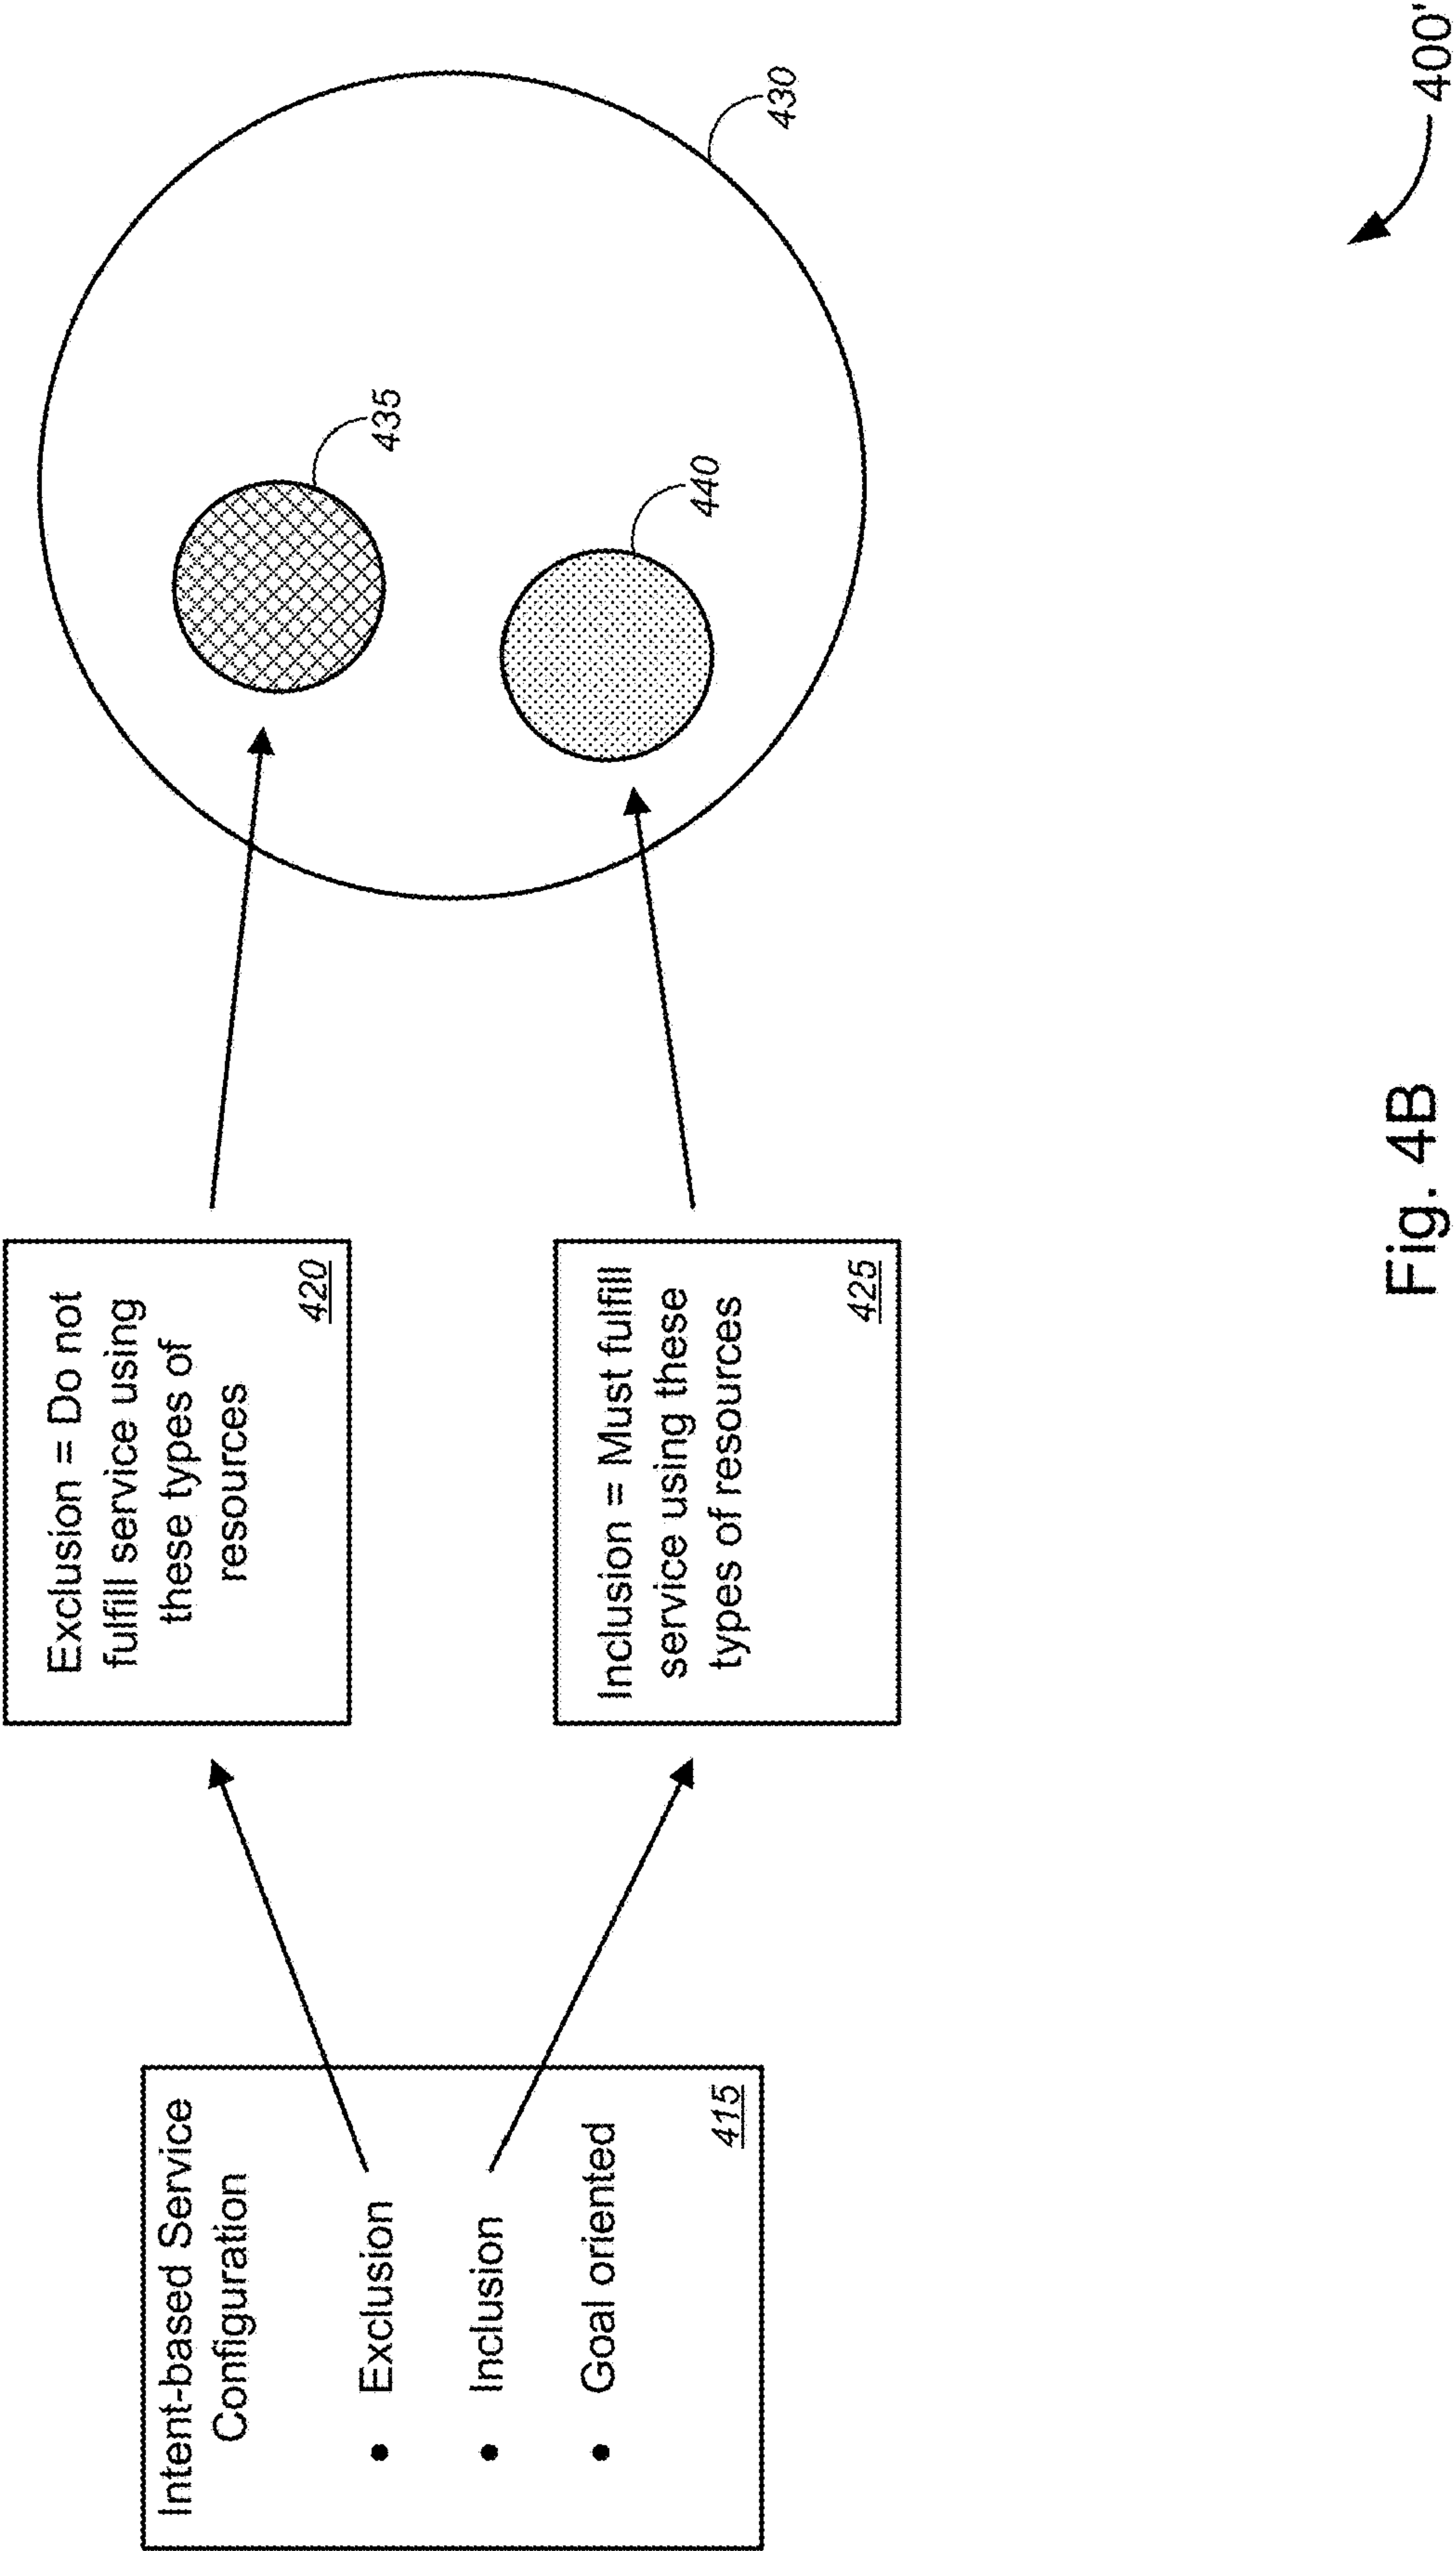 Intent-based Service
Configuration
• Exclusion
• Inclusion
• Goal oriented
415
Exclusion = Do not
fulfill service using
these types of
resources
420
Inclusion = Must fulfill
service using these
types of resources
425
435
440
430
400'
Fig. 4B